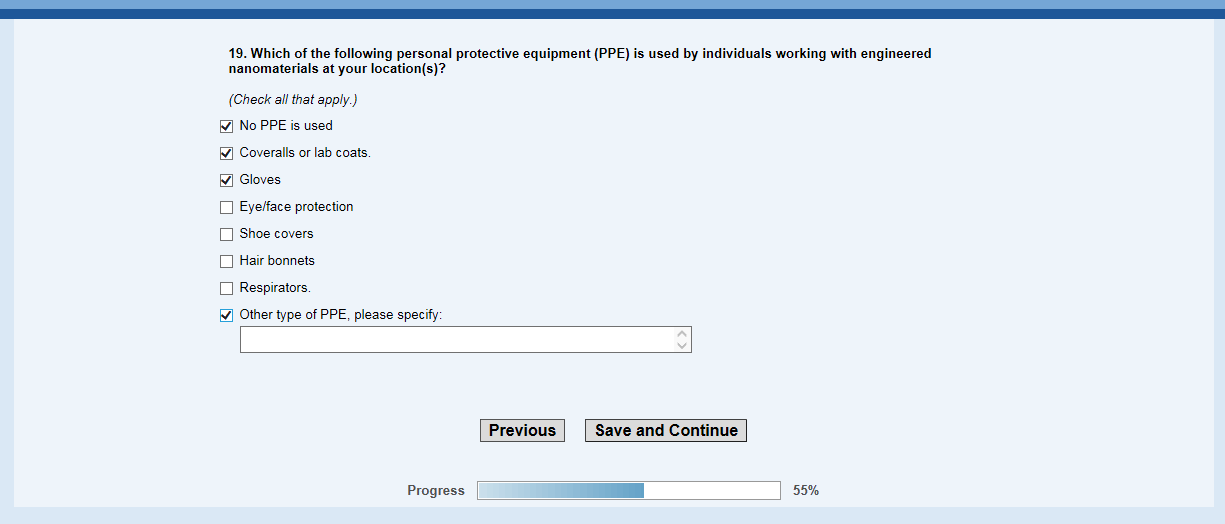 19. Which of the following personal protective equipment (PPE) is used by individuals working with engineered
nanomaterials at your location(s)?
(Check all that apply.)
No PPE is used
Coveralls or lab coats.
Gloves
Eye/face protection
Shoe covers
Hair bonnets
Respirators.
Other type of PPE, please specify:
Previous Save and Continue
Progress 55%